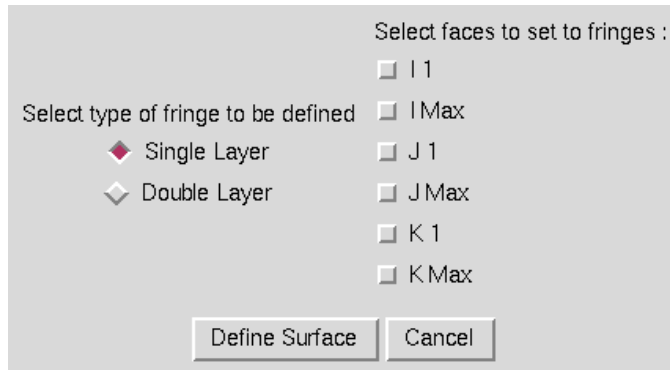 Select type of fringe to be defined
Single Layer
Double Layer
Select faces to set to fringes :
I 1
I Max
J 1
J Max
K 1
K Max
Define Surface
Cancel